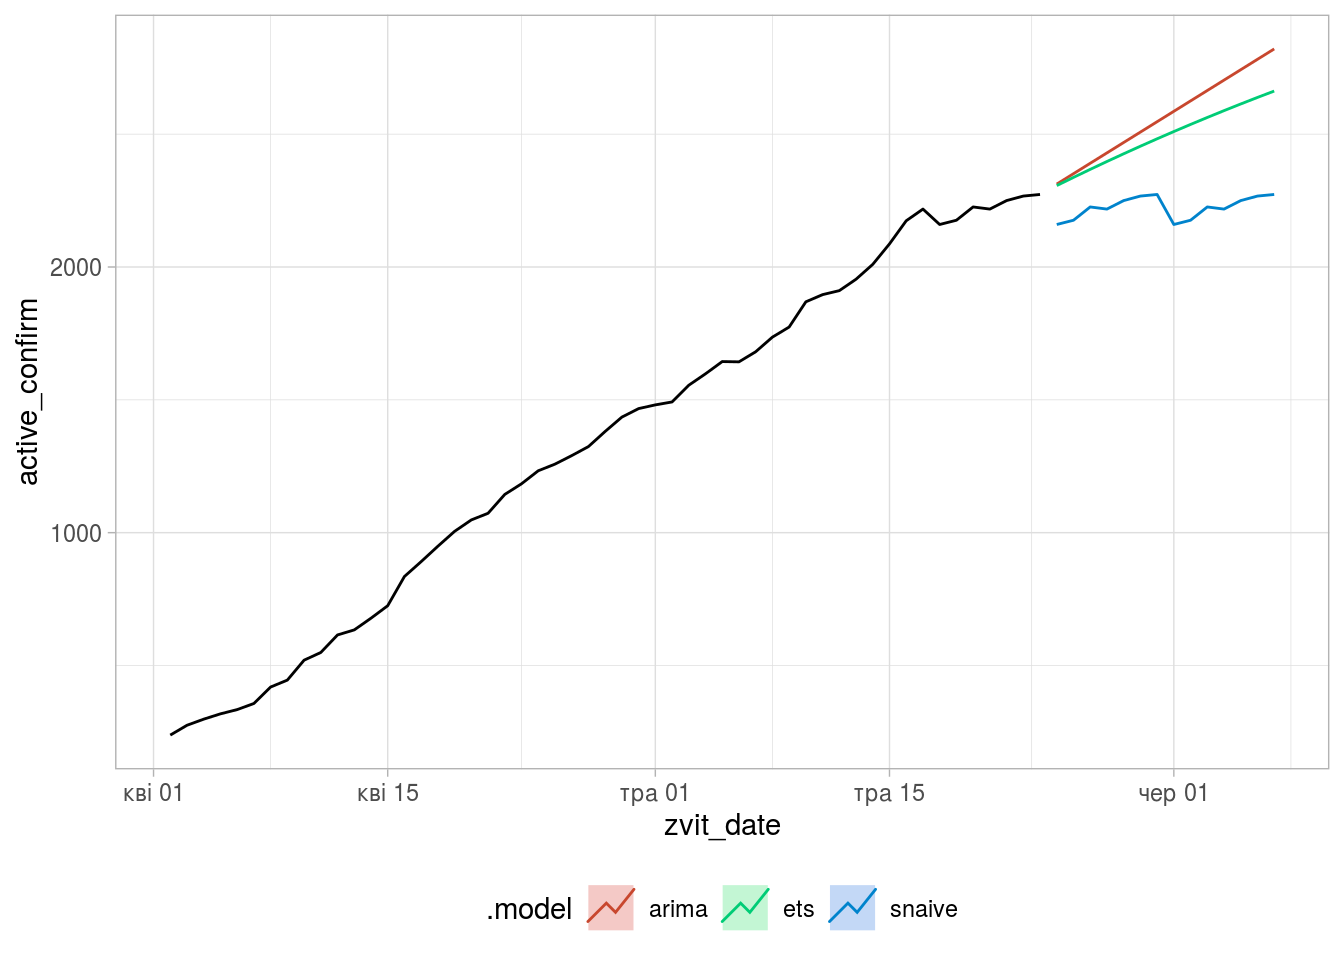 active_confirm
2000
1000
кві 01 кві 15 тра 01 тра 15 чер 01
zvit_date
.model arima ets snaive